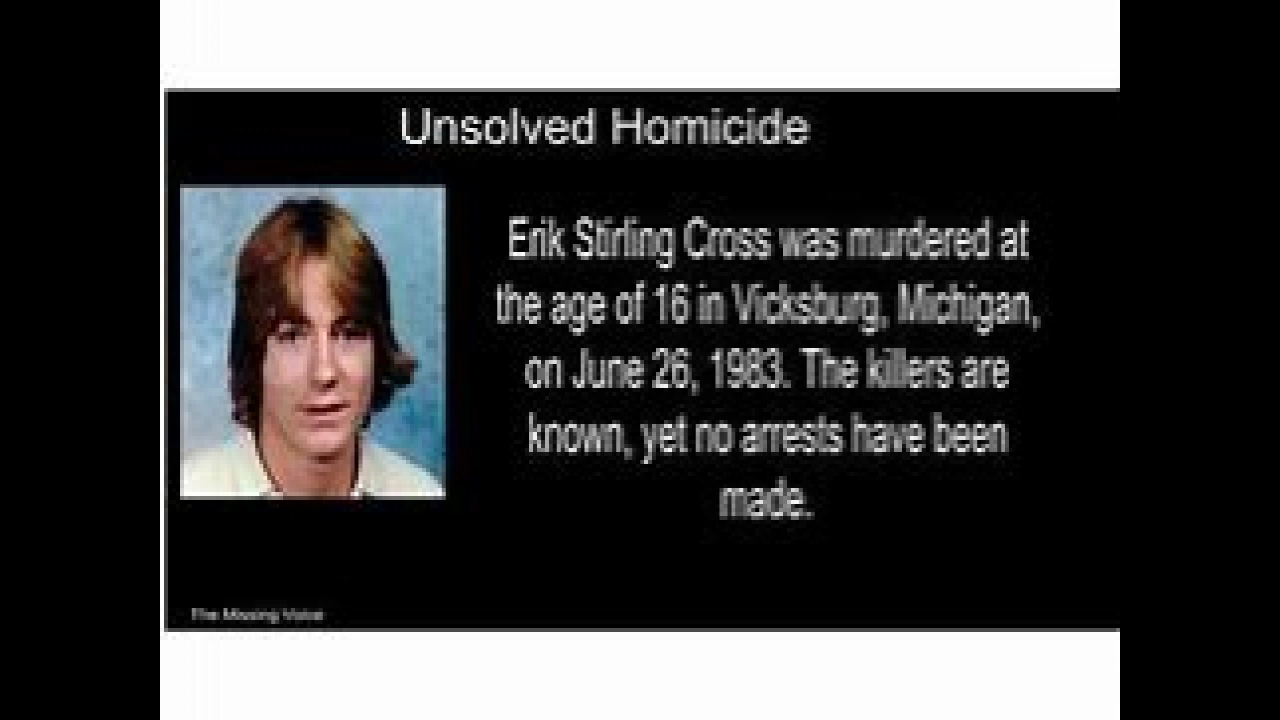 Unsolved Homicide
Erik Stirling Cross was murdered at
the age of 16 in Vicksburg, Michigan,
on June 26, 1983. The killers are
known, yet no arrests have been
made.
The Missing Voice